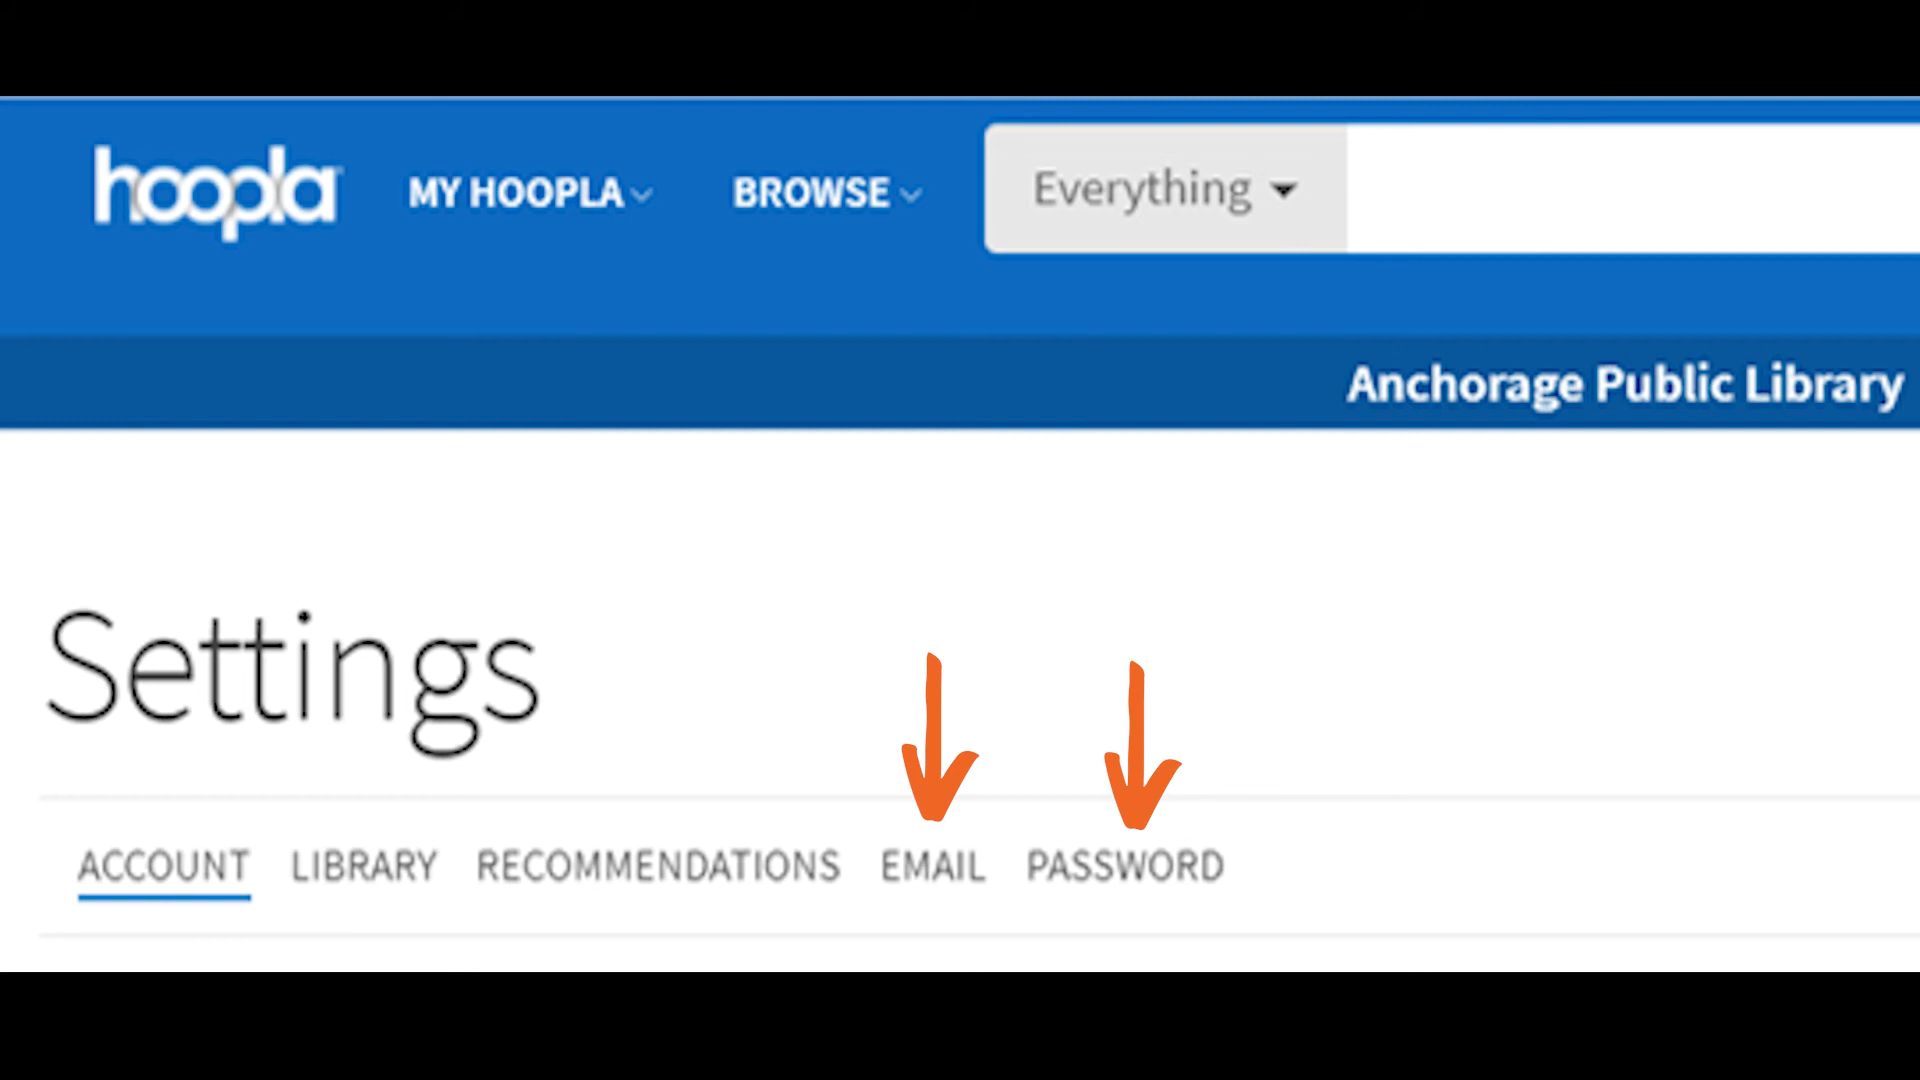 hoopla MY HOOPLA BROWSE Everything
Anchorage Public Library
Settings
ACCOUNT LIBRARY RECOMMENDATIONS EMAIL PASSWORD